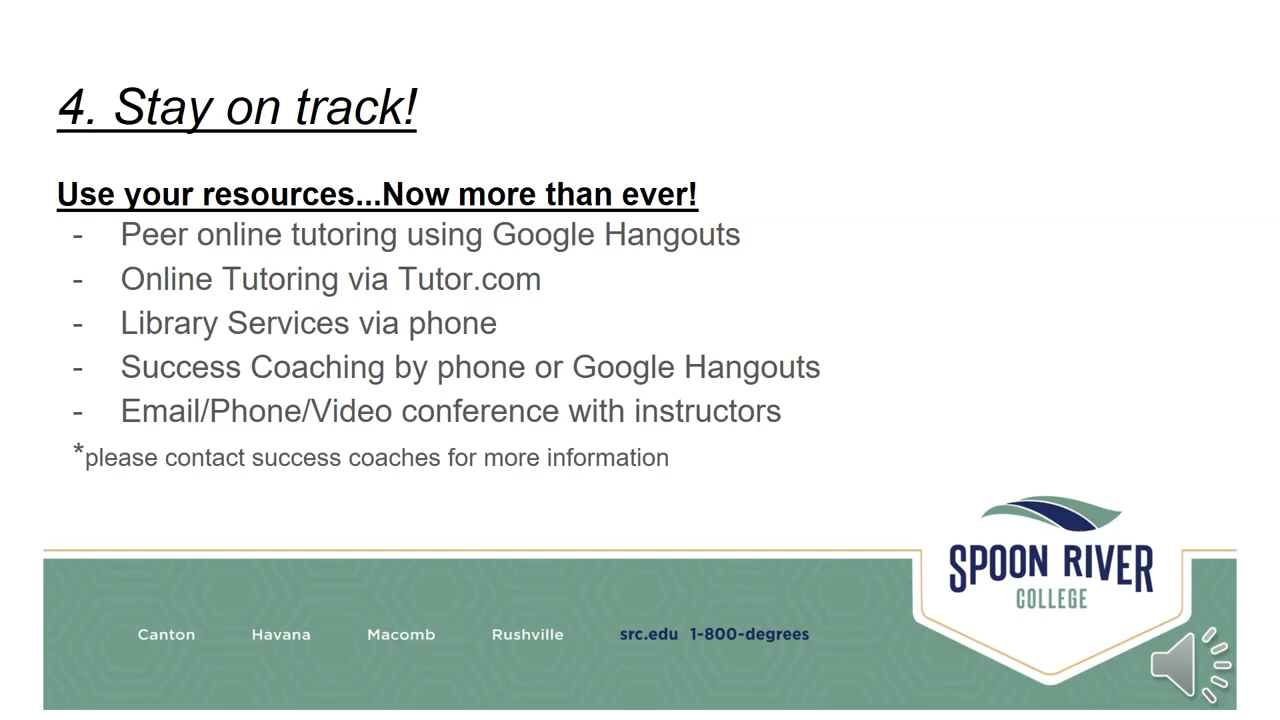 4. Stay on track!
Use your resources...Now more than ever!
- Peer online tutoring using Google Hangouts
- Online Tutoring via Tutor.com
- Library Services via phone
- Success Coaching by phone or Google Hangouts
- Email/Phone/Video conference with instructors
*please contact success coaches for more information
SPOON RIVER
COLLEGE
Canton Havana Macomb Rushville src.edu 1-800-degrees